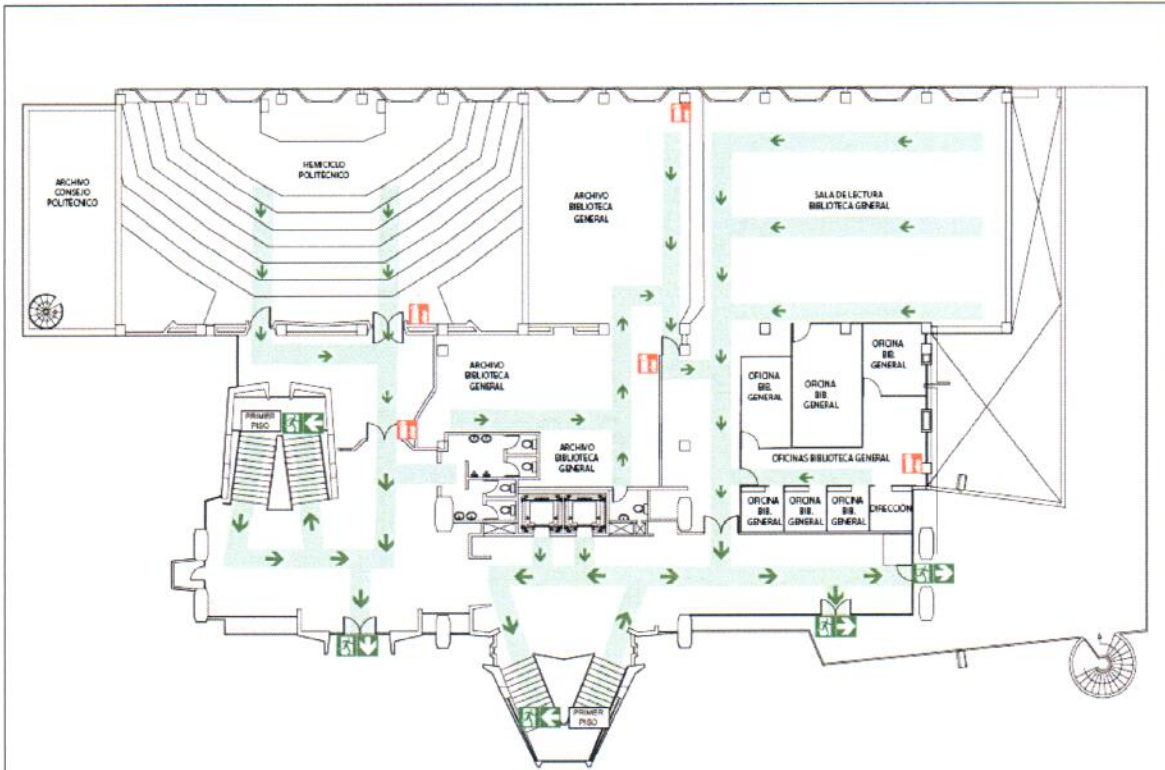 ARCHIVO
CONSEJO
POLITÉCNICO
HEMICICLO
POLITÉCNICO
ARCHIVO
BIBLIOTECA
GENERAL
SALA DE LECTURA
BIBLIOTECA GENERAL
ARCHIVO
BIBLIOTECA
GENERAL
OFICINA
BIB.
GENERAL
OFICINA
BIB.
GENERAL
OFICINA
BIB.
GENERAL
PRIMER
PISO
ARCHIVO
BIBLIOTECA
GENERAL
OFICINAS BIBLIOTECA GENERAL
OFICINA
BIB.
GENERAL
OFICINA
BIB.
GENERAL
OFICINA
BIB.
GENERAL
DIRECCIÓN
PRIMER
PISO